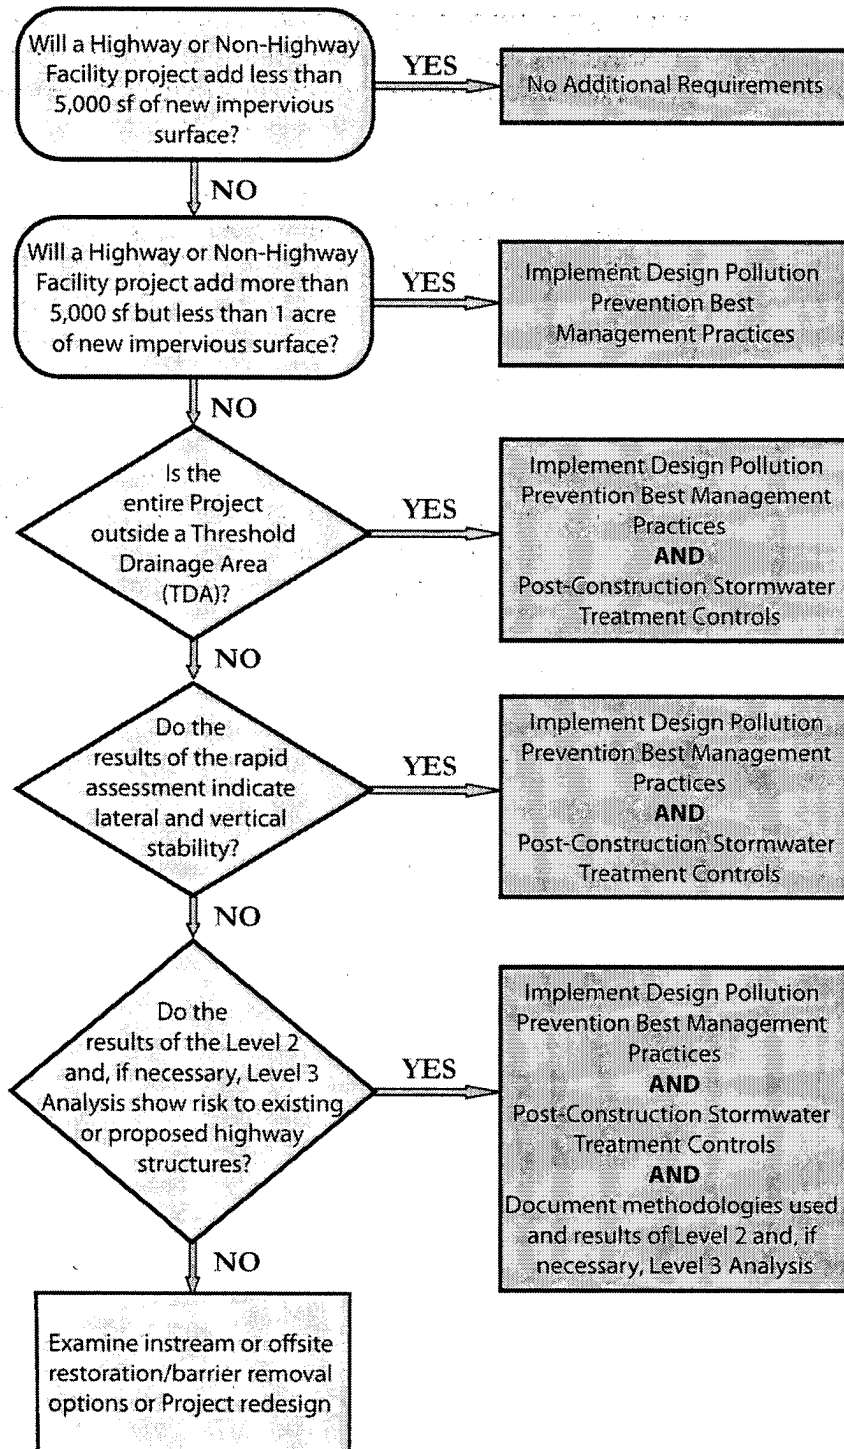 Will a Highway or Non-Highway
Facility project add less than
5,000 sf of new impervious
surface?
YES
No Additional Requirements
NO
Will a Highway or Non-Highway
Facility project add more than
5,000 sf but less than 1 acre
of new impervious surface?
YES
Implement Design Pollution
Prevention Best
Management Practices
NO
Is the
entire Project
outside a Threshold
Drainage Area
(TDA)?
YES
Implement Design Pollution
Prevention Best Management
Practices
AND
Post-Construction Stormwater
Treatment Controls
NO
Do the
results of the rapid
assessment indicate
lateral and vertical
stability?
YES
Implement Design Pollution
Prevention Best Management
Practices
AND
Post-Construction Stormwater
Treatment Controls
NO
Do the
results of the Level 2
and, if necessary, Level 3
Analysis show risk to existing
or proposed highway
structures?
YES
Implement Design Pollution
Prevention Best Management
Practices
AND
Post-Construction Stormwater
Treatment Controls
AND
Document methodologies used
and results of Level 2 and, if
necessary, Level 3 Analysis
NO
Examine instream or offsite
restoration/barrier removal
options or Project redesign